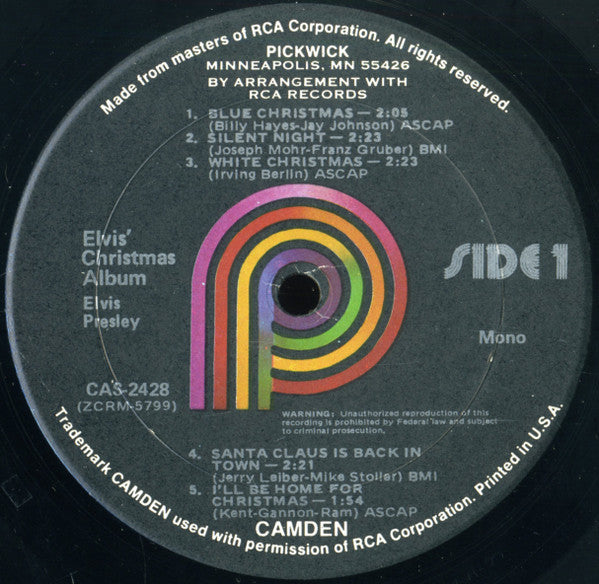 Made from masters of RCA Corporation. All rights reserved.
PICKWICK
MINNEAPOLIS, MN 55426
BY ARRANGEMENT WITH
RCA RECORDS
1. BLUE CHRISTMAS — 2:05
(Billy Hayes-Jay Johnson) ASCAP
2. SILENT NIGHT — 2:23
(Joseph Mohr-Franz Gruber) BMI
3. WHITE CHRISTMAS — 2:23
(Irving Berlin) ASCAP
Elvis'
Christmas
Album
Elvis
Presley
SIDE 1
Mono
CAS-2428
(ZCRM-5799)
WARNING: Unauthorized reproduction of this
recording is prohibited by Federal law and subject
to criminal prosecution.
4. SANTA CLAUS IS BACK IN
TOWN — 2:21
(Jerry Leiber-Mike Stoller) BMI
5. I'LL BE HOME FOR
CHRISTMAS — 1:54
(Kent-Gannon-Ram) ASCAP
CAMDEN
Trademark CAMDEN used with permission of RCA Corporation. Printed in U.S.A.